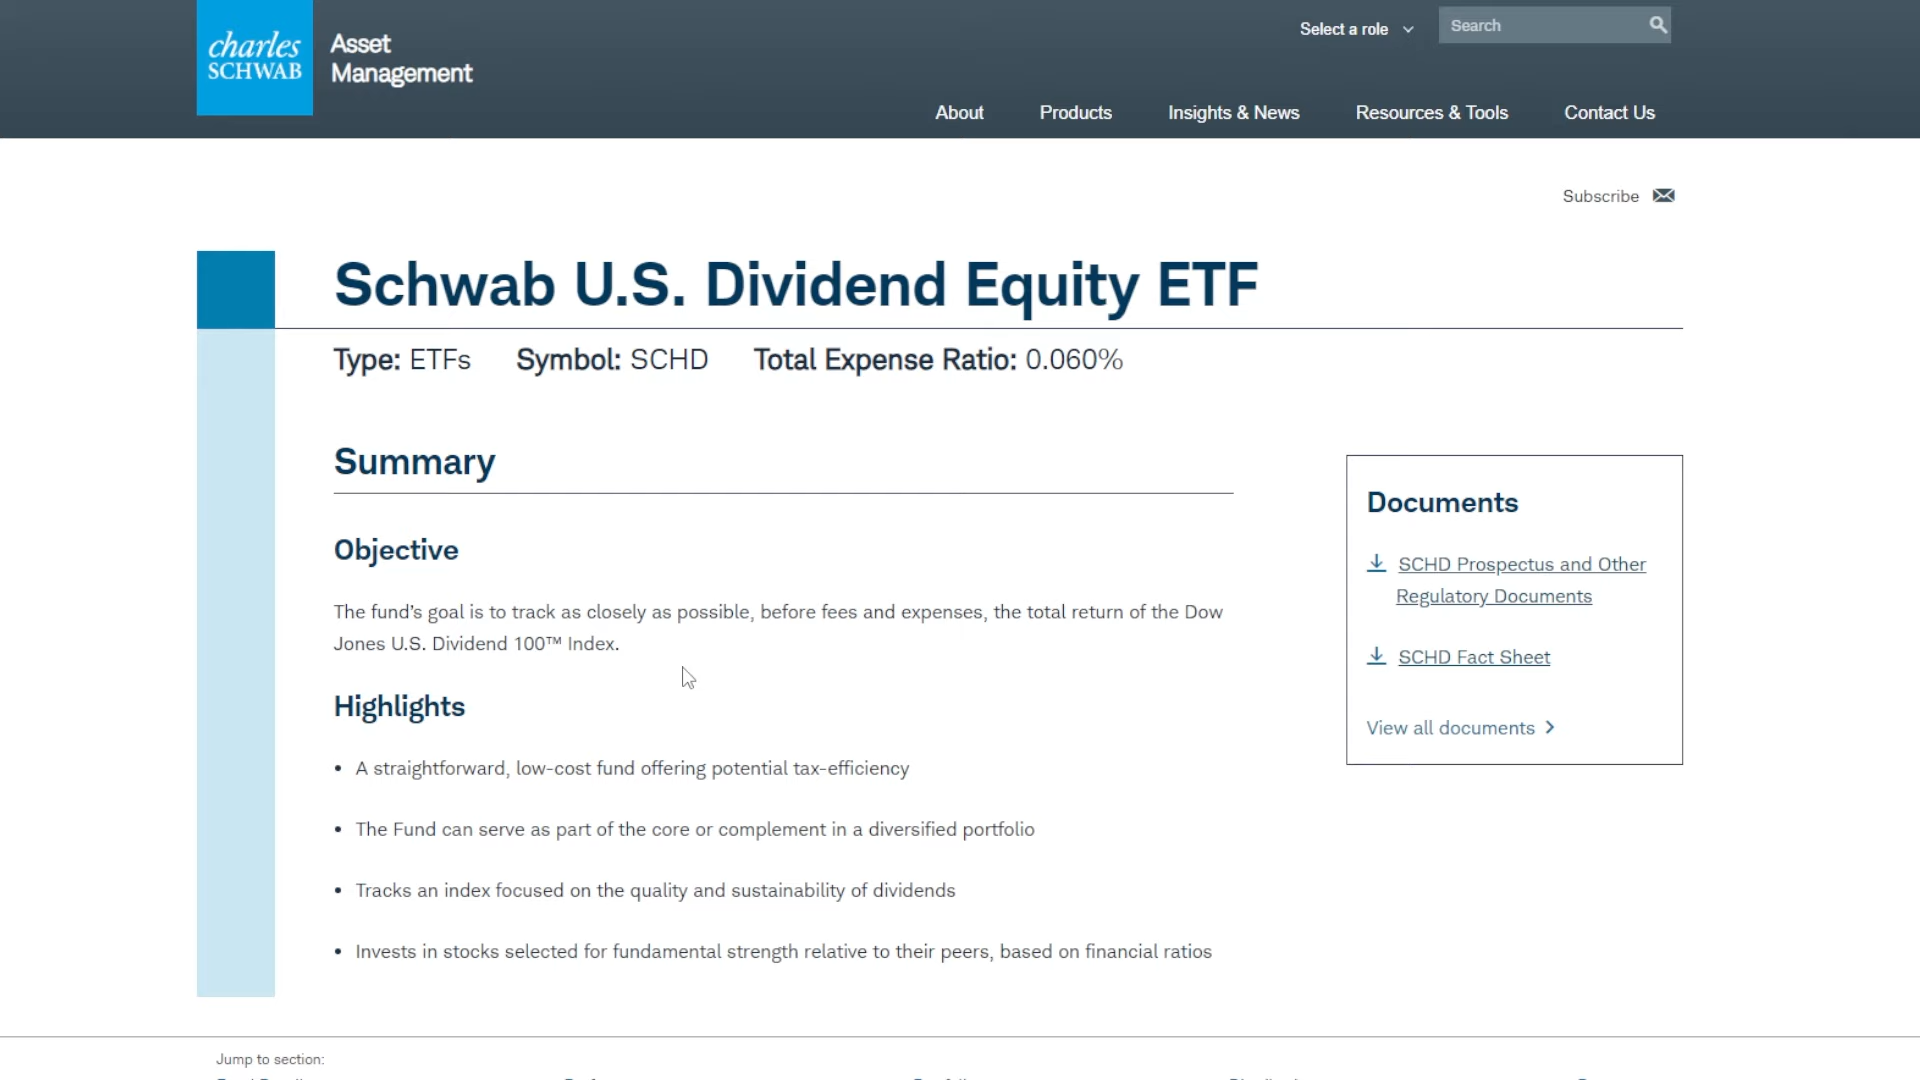 charles
SCHWAB
Asset
Management
Select a role
Search
About
Products
Insights & News
Resources & Tools
Contact Us
Subscribe
Schwab U.S. Dividend Equity ETF
Type: ETFs Symbol: SCHD Total Expense Ratio: 0.060%
Summary
Objective
The fund's goal is to track as closely as possible, before fees and expenses, the total return of the Dow
Jones U.S. Dividend 100™ Index.
Highlights
• A straightforward, low-cost fund offering potential tax-efficiency
• The Fund can serve as part of the core or complement in a diversified portfolio
• Tracks an index focused on the quality and sustainability of dividends
• Invests in stocks selected for fundamental strength relative to their peers, based on financial ratios
Documents
SCHD Prospectus and Other
Regulatory Documents
SCHD Fact Sheet
View all documents
Jump to section: